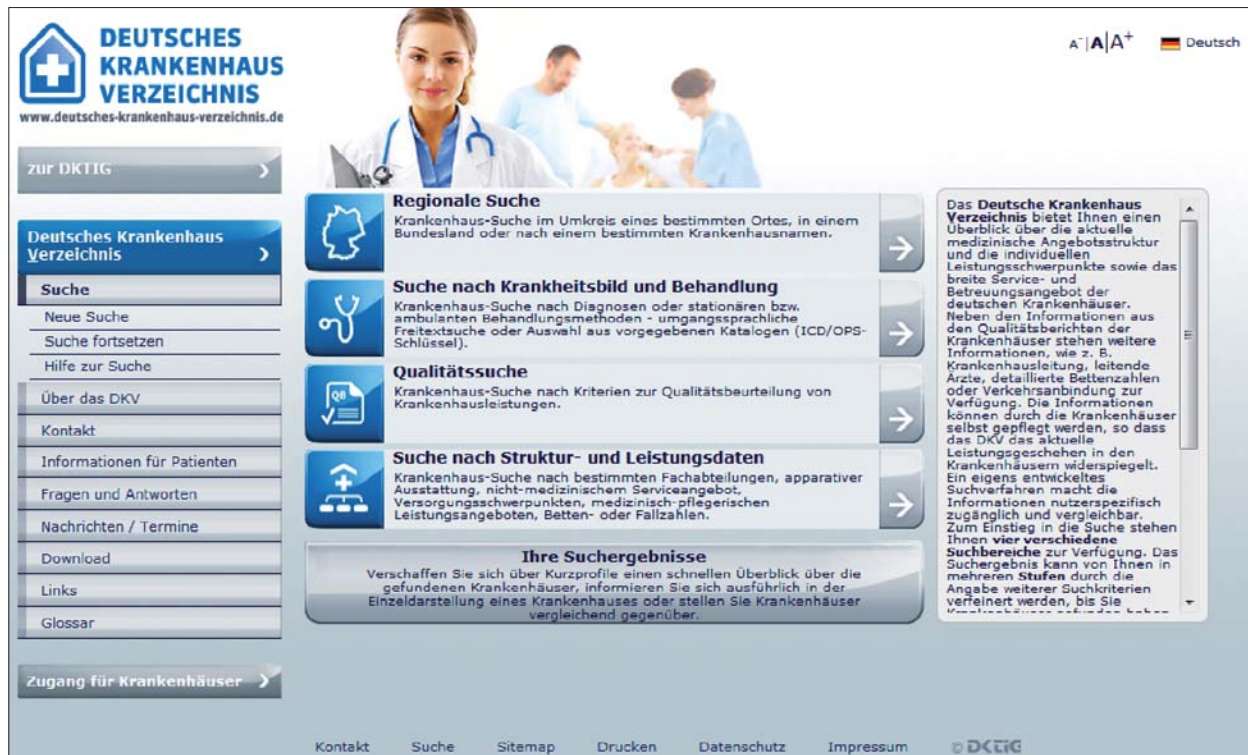 DEUTSCHES
KRANKENHAUS
VERZEICHNIS
www.deutsches-krankenhaus-verzeichnis.de
A-|A|A+
Deutsch
zur DKTIG
Deutsches Krankenhaus
Verzeichnis
Suche
Neue Suche
Suche fortsetzen
Hilfe zur Suche
Über das DKV
Kontakt
Informationen für Patienten
Fragen und Antworten
Nachrichten / Termine
Download
Links
Glossar
Zugang für Krankenhäuser
Regionale Suche
Krankenhaus-Suche im Umkreis eines bestimmten Ortes, in einem
Bundesland oder nach einem bestimmten Krankenhausnamen.
Suche nach Krankheitsbild und Behandlung
Krankenhaus-Suche nach Diagnosen oder stationären bzw.
ambulanten Behandlungsmethoden - umgangssprachliche
Freitextsuche oder Auswahl aus vorgegebenen Katalogen (ICD/OPS-
Schlüssel).
QB
Qualitätssuche
Krankenhaus-Suche nach Kriterien zur Qualitätsbeurteilung von
Krankenhausleistungen.
Suche nach Struktur- und Leistungsdaten
Krankenhaus-Suche nach bestimmten Fachabteilungen, apparativer
Ausstattung, nicht-medizinischem Serviceangebot,
Versorgungsschwerpunkten, medizinisch-pflegerischen
Leistungsangeboten, Betten- oder Fallzahlen.
Ihre Suchergebnisse
Verschaffen Sie sich über Kurzprofile einen schnellen Überblick über die
gefundenen Krankenhäuser, informieren Sie sich ausführlich in der
Einzeldarstellung eines Krankenhauses oder stellen Sie Krankenhäuser
vergleichend gegenüber.
Das Deutsche Krankenhaus
Verzeichnis bietet Ihnen einen
Überblick über die aktuelle
medizinische Angebotsstruktur
und die individuellen
Leistungsschwerpunkte sowie das
breite Service- und
Betreuungsangebot der
deutschen Krankenhäuser.
Neben den Informationen aus
den Qualitätsberichten der
Krankenhäuser stehen weitere
Informationen, wie z. B.
Krankenhausleitung, leitende
Ärzte, detaillierte Bettenzahlen
oder Verkehrsanbindung zur
Verfügung. Die Informationen
können durch die Krankenhäuser
selbst gepflegt werden, so dass
das DKV das aktuelle
Leistungsgeschehen in den
Krankenhäusern widerspiegelt.
Ein eigens entwickeltes
Suchverfahren macht die
Informationen nutzerspezifisch
zugänglich und vergleichbar.
Zum Einstieg in die Suche stehen
Ihnen vier verschiedene
Suchbereiche zur Verfügung. Das
Suchergebnis kann von Ihnen in
mehreren Stufen durch die
Angabe weiterer Suchkriterien
verfeinert werden, bis Sie
Kontakt Suche Sitemap Drucken Datenschutz Impressum © DKTIG